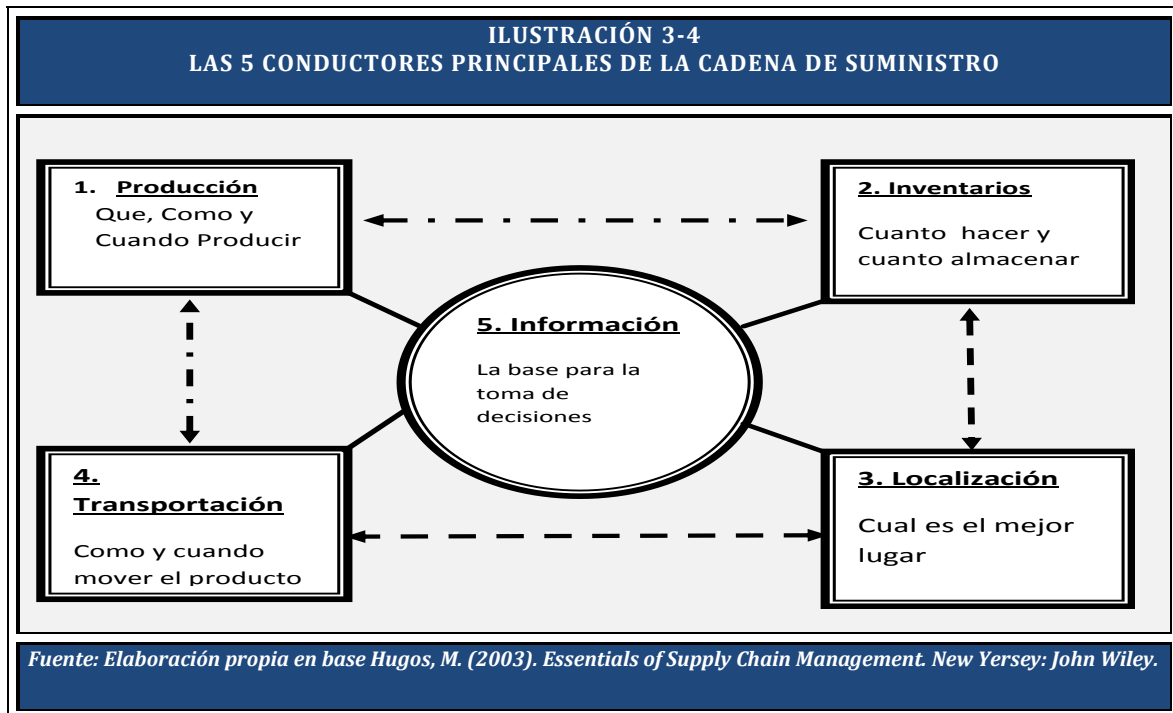 ILUSTRACIÓN 3-4
LAS 5 CONDUCTORES PRINCIPALES DE LA CADENA DE SUMINISTRO
1. Producción
Que, Como y
Cuando Producir
2. Inventarios
Cuanto hacer y
cuanto almacenar
5. Información
La base para la
toma de
decisiones
4.
Transportación
Como y cuando
mover el producto
3. Localización
Cual es el mejor
lugar
Fuente: Elaboración propia en base Hugos, M. (2003). Essentials of Supply Chain Management. New Yersey: John Wiley.